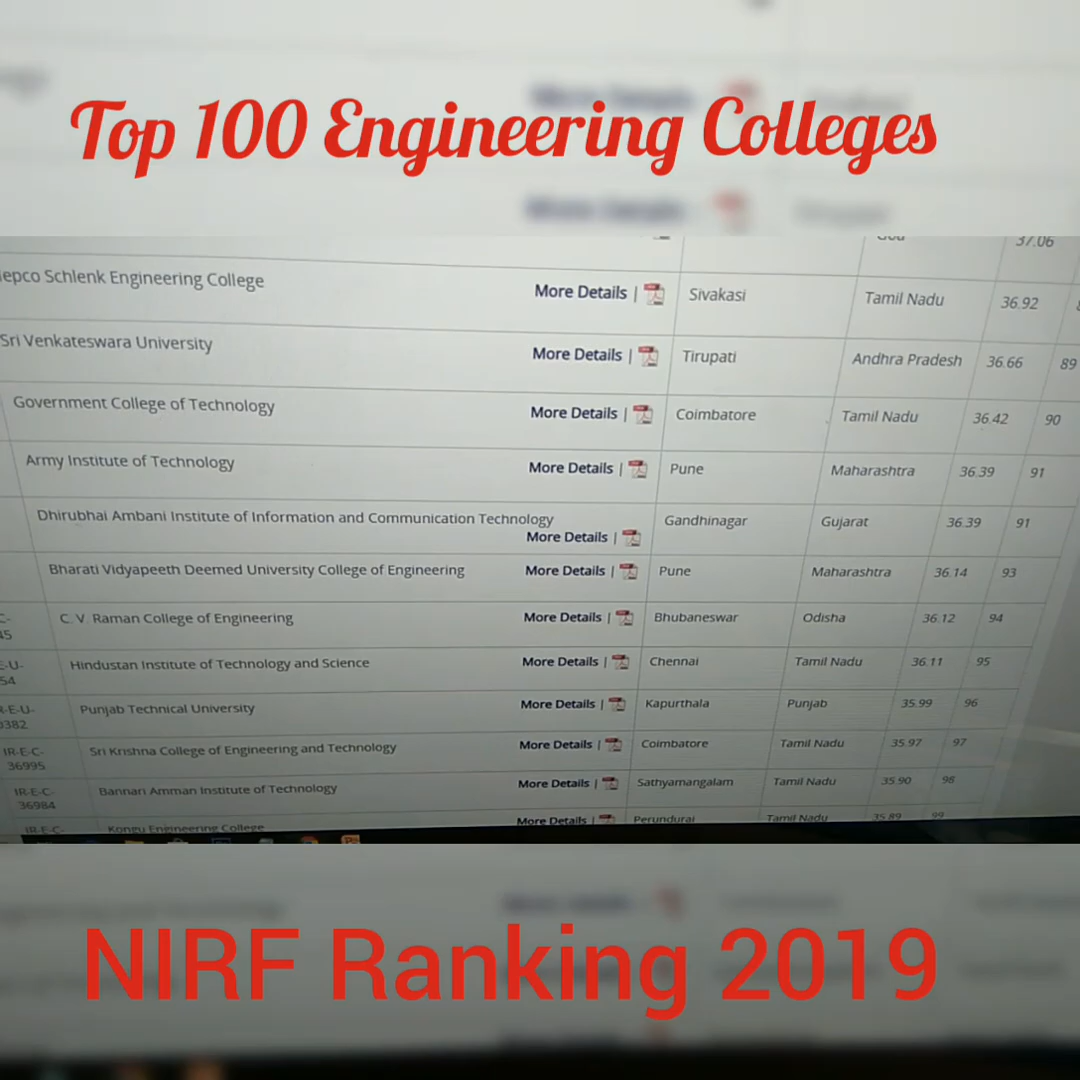 Top 100 Engineering Colleges
37.06
epco Schlenk Engineering College More Details | Sivakasi Tamil Nadu 36.92
Sri Venkateswara University More Details | Tirupati Andhra Pradesh 36.66 89
Government College of Technology More Details | Coimbatore Tamil Nadu 36.42 90
Army Institute of Technology More Details | Pune Maharashtra 36.39 91
Dhirubhai Ambani Institute of Information and Communication Technology More Details | Gandhinagar Gujarat 36.39 91
Bharati Vidyapeeth Deemed University College of Engineering More Details | Pune Maharashtra 36.14 93
C. V. Raman College of Engineering More Details | Bhubaneswar Odisha 36.12 94
Hindustan Institute of Technology and Science More Details | Chennai Tamil Nadu 36.11 95
Punjab Technical University More Details | Kapurthala Punjab 35.99 96
IR-E-C-36995 Sri Krishna College of Engineering and Technology More Details | Coimbatore Tamil Nadu 35.97 97
IR-E-C-36984 Bannari Amman Institute of Technology More Details | Sathyamangalam Tamil Nadu 35.90 98
IR-E-C- Kongu Engineering College More Details | Perundurai Tamil Nadu 35.89 99
NIRF Ranking 2019